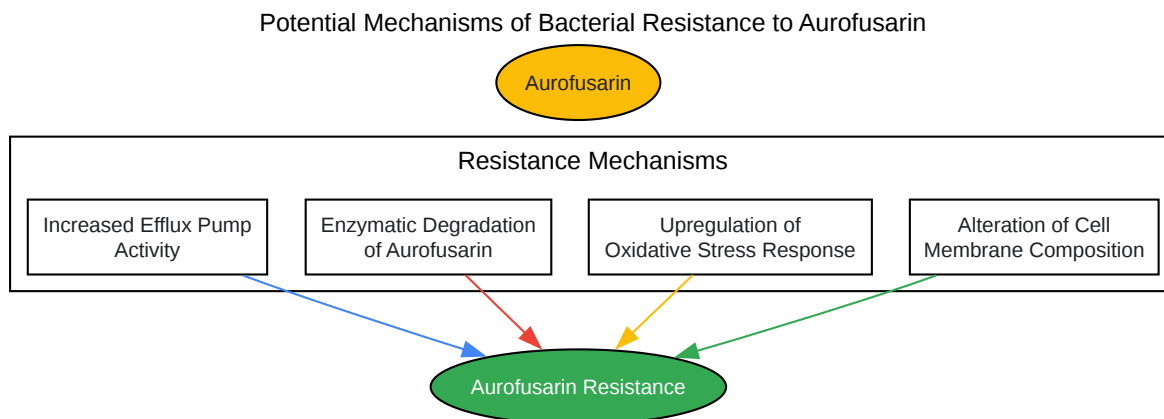 Potential Mechanisms of Bacterial Resistance to Aurofusarin
Aurofusarin
Resistance Mechanisms
Increased Efflux Pump
Activity
Enzymatic Degradation
of Aurofusarin
Upregulation of
Oxidative Stress Response
Alteration of Cell
Membrane Composition
Aurofusarin Resistance